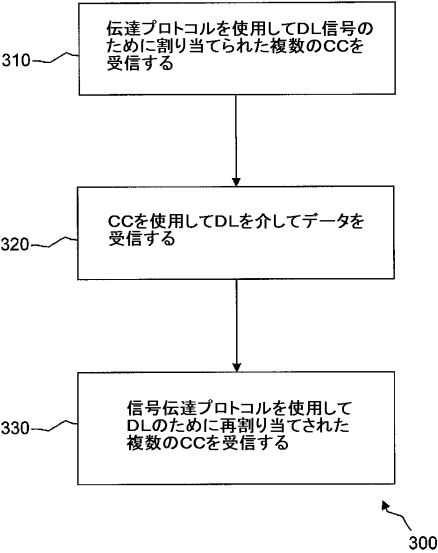 伝達プロトコルを使用してDL信号の
ために割り当てられた複数のCCを
受信する
310
CCを使用してDLを介してデータを
受信する
320
信号伝達プロトコルを使用して
DLのために再割り当てされた
複数のCCを受信する
330
300